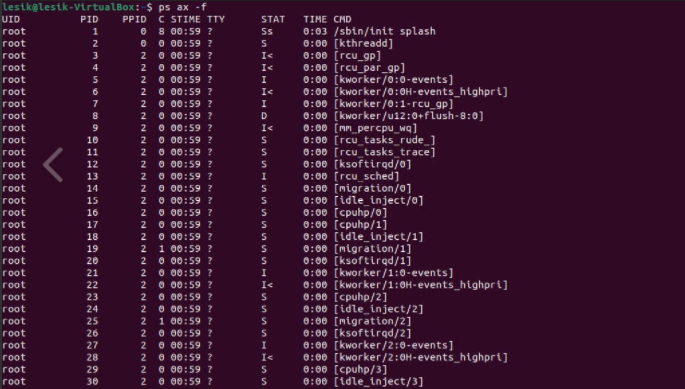 lesik@lesik-VirtualBox:~$ ps ax -f
UID PID PPID C STIME TTY STAT TIME CMD
root 1 0 8 00:59 ? Ss 0:03 /sbin/init splash
root 2 0 0 00:59 ? S 0:00 [kthreadd]
root 3 2 0 00:59 ? I< 0:00 [rcu_gp]
root 4 2 0 00:59 ? I< 0:00 [rcu_par_gp]
root 5 2 0 00:59 ? I 0:00 [kworker/0:0-events]
root 6 2 0 00:59 ? I< 0:00 [kworker/0:0H-events_highpri]
root 7 2 0 00:59 ? I 0:00 [kworker/0:1-rcu_gp]
root 8 2 0 00:59 ? D 0:00 [kworker/u12:0+flush-8:0]
root 9 2 0 00:59 ? I< 0:00 [mm_percpu_wq]
root 10 2 0 00:59 ? S 0:00 [rcu_tasks_rude_]
root 11 2 0 00:59 ? S 0:00 [rcu_tasks_trace]
root 12 2 0 00:59 ? S 0:00 [ksoftirqd/0]
root 13 2 0 00:59 ? I 0:00 [rcu_sched]
root 14 2 0 00:59 ? S 0:00 [migration/0]
root 15 2 0 00:59 ? S 0:00 [idle_inject/0]
root 16 2 0 00:59 ? S 0:00 [cpuhp/0]
root 17 2 0 00:59 ? S 0:00 [cpuhp/1]
root 18 2 0 00:59 ? S 0:00 [idle_inject/1]
root 19 2 1 00:59 ? S 0:00 [migration/1]
root 20 2 0 00:59 ? S 0:00 [ksoftirqd/1]
root 21 2 0 00:59 ? I 0:00 [kworker/1:0-events]
root 22 2 0 00:59 ? I< 0:00 [kworker/1:0H-events_highpri]
root 23 2 0 00:59 ? S 0:00 [cpuhp/2]
root 24 2 0 00:59 ? S 0:00 [idle_inject/2]
root 25 2 1 00:59 ? S 0:00 [migration/2]
root 26 2 0 00:59 ? S 0:00 [ksoftirqd/2]
root 27 2 0 00:59 ? I 0:00 [kworker/2:0-events]
root 28 2 0 00:59 ? I< 0:00 [kworker/2:0H-events_highpri]
root 29 2 0 00:59 ? S 0:00 [cpuhp/3]
root 30 2 0 00:59 ? S 0:00 [idle_inject/3]